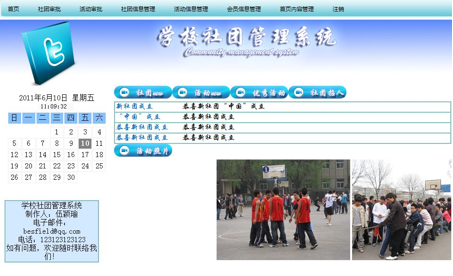 首页 社团审批 活动审批 社团信息管理 活动信息管理 会员信息管理 首页内容管理 注销
学校社团管理系统
Community management system
2011年6月10日 星期五
11:09:32
日 一 二 三 四 五 六
1 2 3 4
5 6 7 8 9 10 11
12 13 14 15 16 17 18
19 20 21 22 23 24 25
26 27 28 29 30
学校社团管理系统
制作人：伍颖瑜
电子邮件：
besfield@qq.com
电话：123123123123
如有问题，欢迎随时联络我
们！
社团new 活动new 优秀活动 社团招人
新社团成立 恭喜新社团“中国”成立
“中国”成立 恭喜新社团成立
新社团成立 恭喜新社团成立
新社团成立 恭喜新社团成立
活动照片